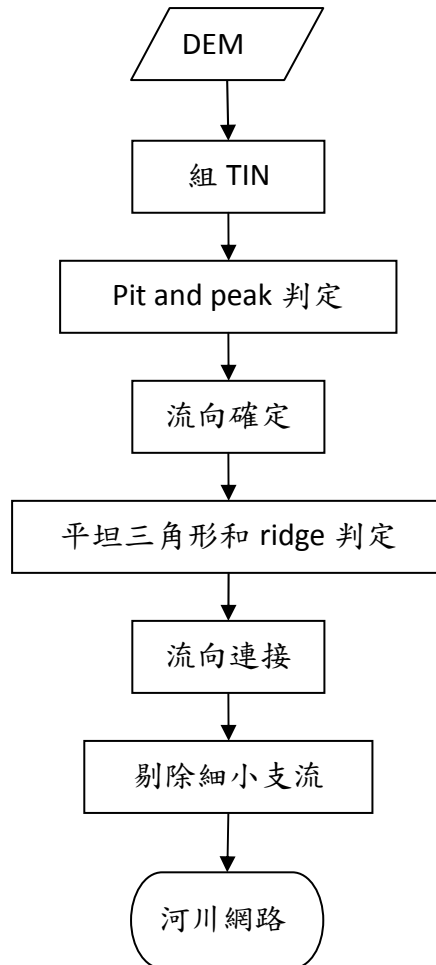 DEM
組 TIN
Pit and peak 判定
流向確定
平坦三角形和 ridge 判定
流向連接
剔除細小支流
河川網路